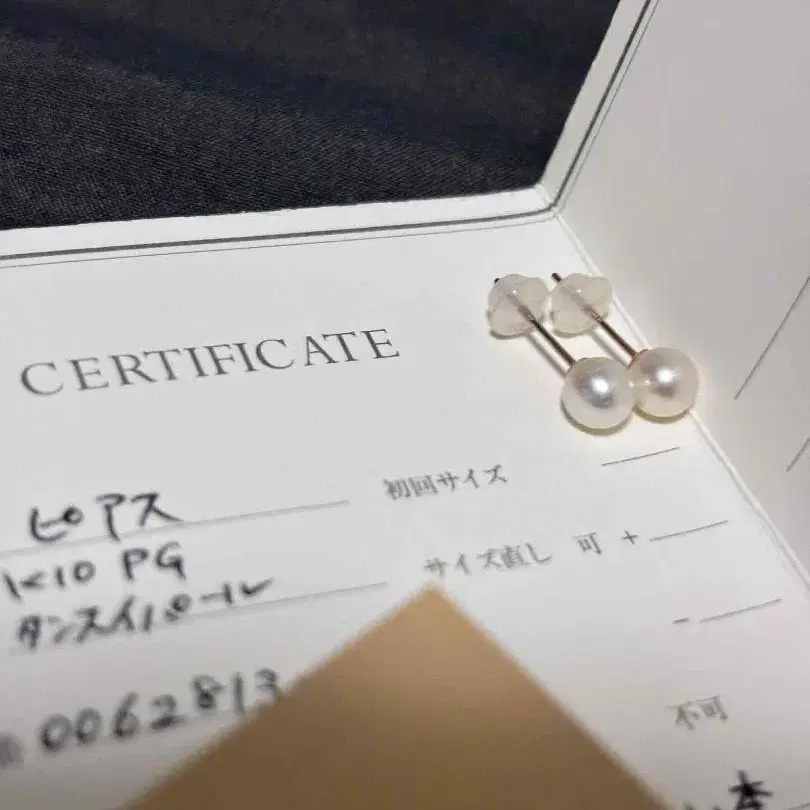 CERTIFICATE
ピアス 初回サイズ
K10 PG サイズ直し 可 +
タンスイパール -
0062813 不可
本